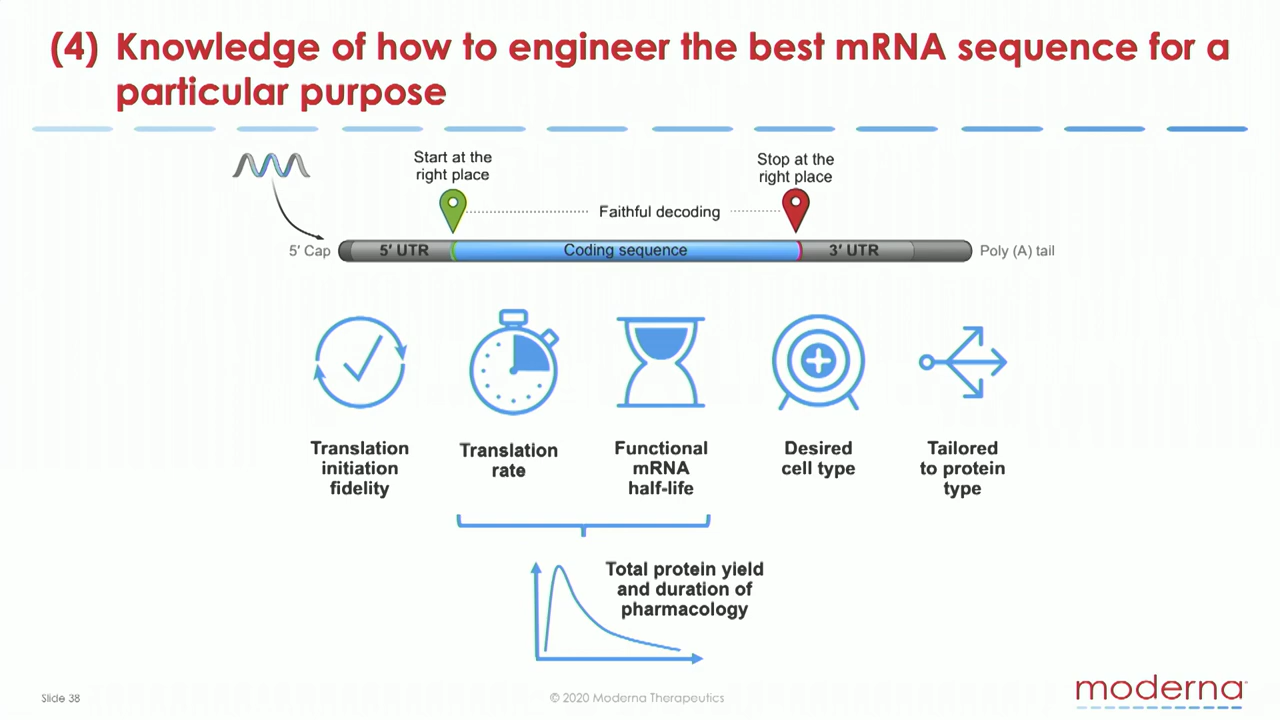 (4) Knowledge of how to engineer the best mRNA sequence for a
particular purpose
Start at the
right place
Stop at the
right place
Faithful decoding
5′ Cap
5′ UTR
Coding sequence
3′ UTR
Poly (A) tail
Translation
initiation
fidelity
Translation
rate
Functional
mRNA
half-life
Desired
cell type
Tailored
to protein
type
Total protein yield
and duration of
pharmacology
Slide 38
© 2020 Moderna Therapeutics
moderna